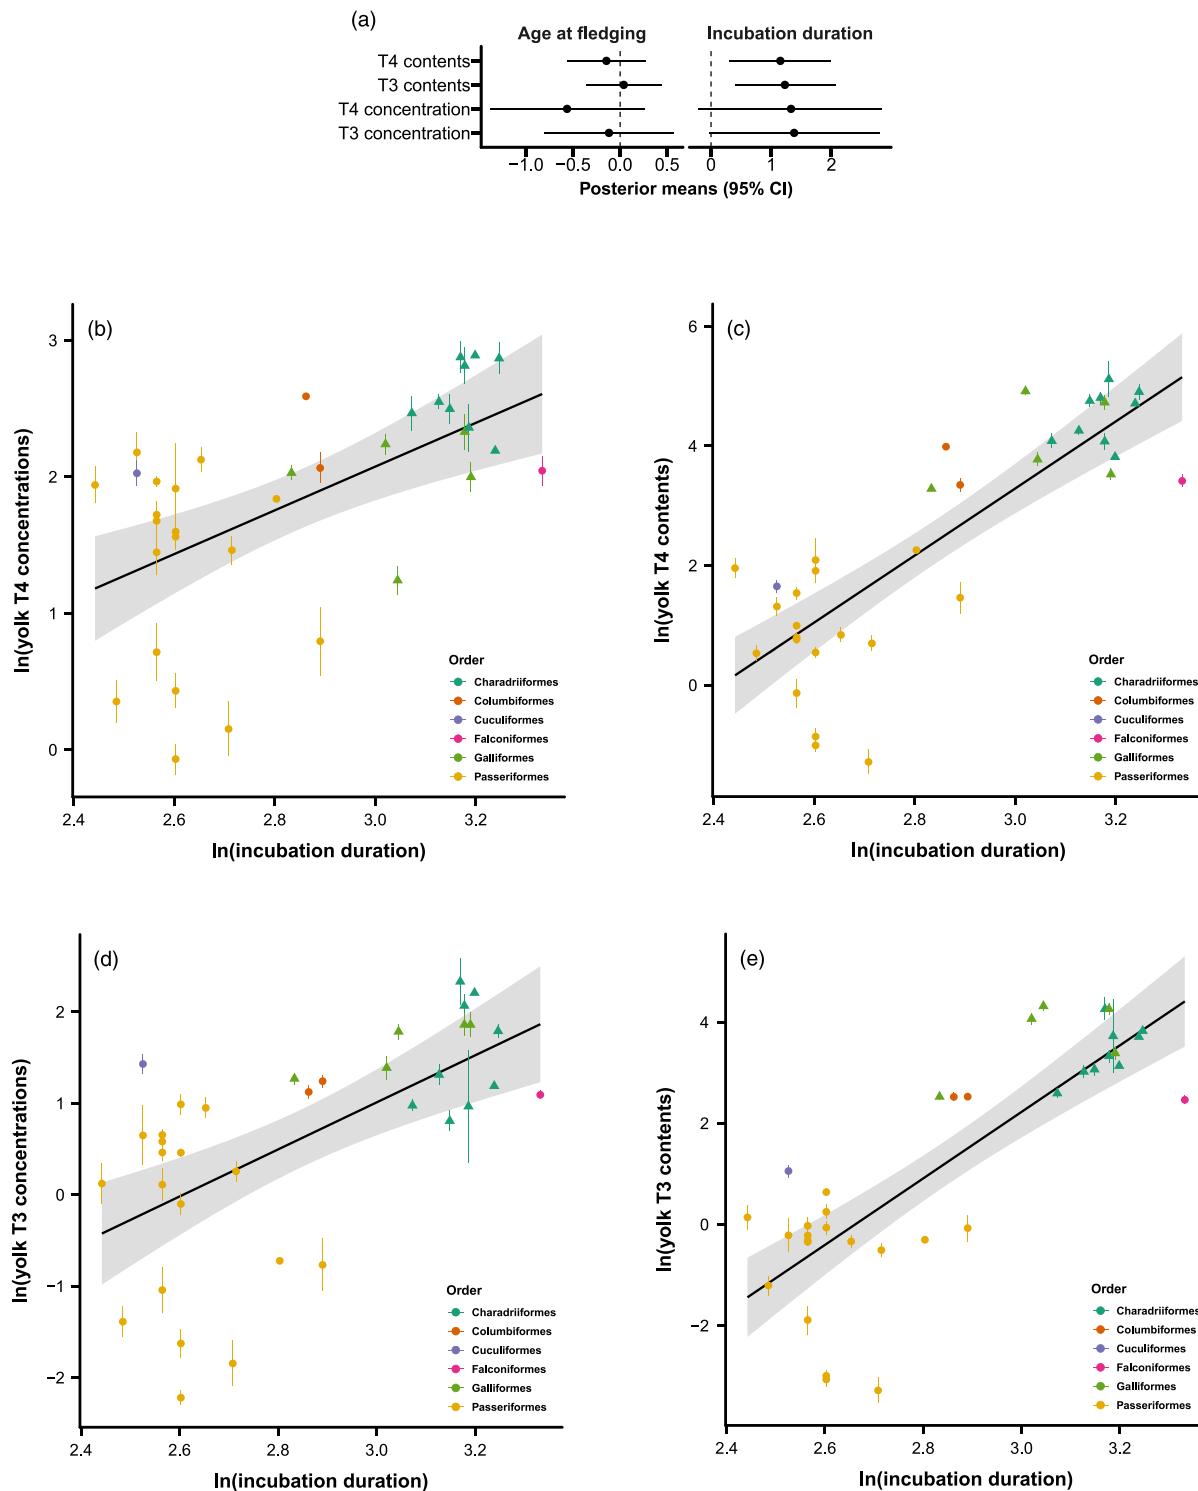 (a)
Age at fledging Incubation duration
T4 contents
T3 contents
T4 concentration
T3 concentration
−1.0 −0.5 0.0 0.5 0 1 2
Posterior means (95% CI)
(b)
3
2
1
0
ln(yolk T4 concentrations)
Order
Charadriiformes
Columbiformes
Cuculiformes
Falconiformes
Galliformes
Passeriformes
2.4 2.6 2.8 3.0 3.2
ln(incubation duration)
(c)
6
4
2
0
ln(yolk T4 contents)
Order
Charadriiformes
Columbiformes
Cuculiformes
Falconiformes
Galliformes
Passeriformes
2.4 2.6 2.8 3.0 3.2
ln(incubation duration)
(d)
2
1
0
−1
−2
ln(yolk T3 concentrations)
Order
Charadriiformes
Columbiformes
Cuculiformes
Falconiformes
Galliformes
Passeriformes
2.4 2.6 2.8 3.0 3.2
ln(incubation duration)
(e)
4
2
0
−2
ln(yolk T3 contents)
Order
Charadriiformes
Columbiformes
Cuculiformes
Falconiformes
Galliformes
Passeriformes
2.4 2.6 2.8 3.0 3.2
ln(incubation duration)